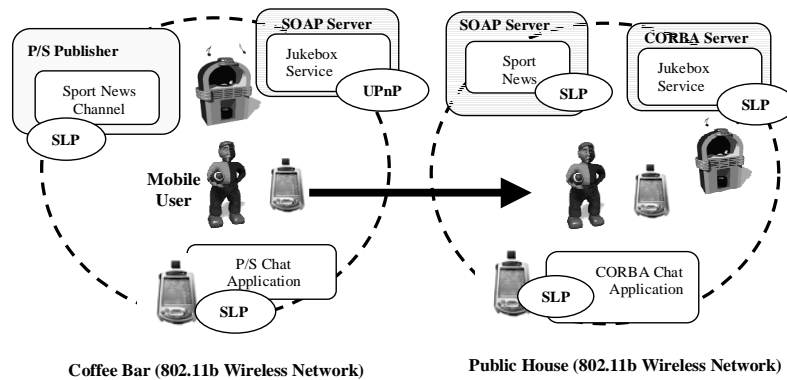 P/S Publisher
Sport News
Channel
SLP
SOAP Server
Jukebox
Service
UPnP
Mobile
User
P/S Chat
Application
SLP
Coffee Bar (802.11b Wireless Network)
SOAP Server
Sport
News
SLP
CORBA Server
Jukebox
Service
SLP
CORBA Chat
Application
SLP
Public House (802.11b Wireless Network)